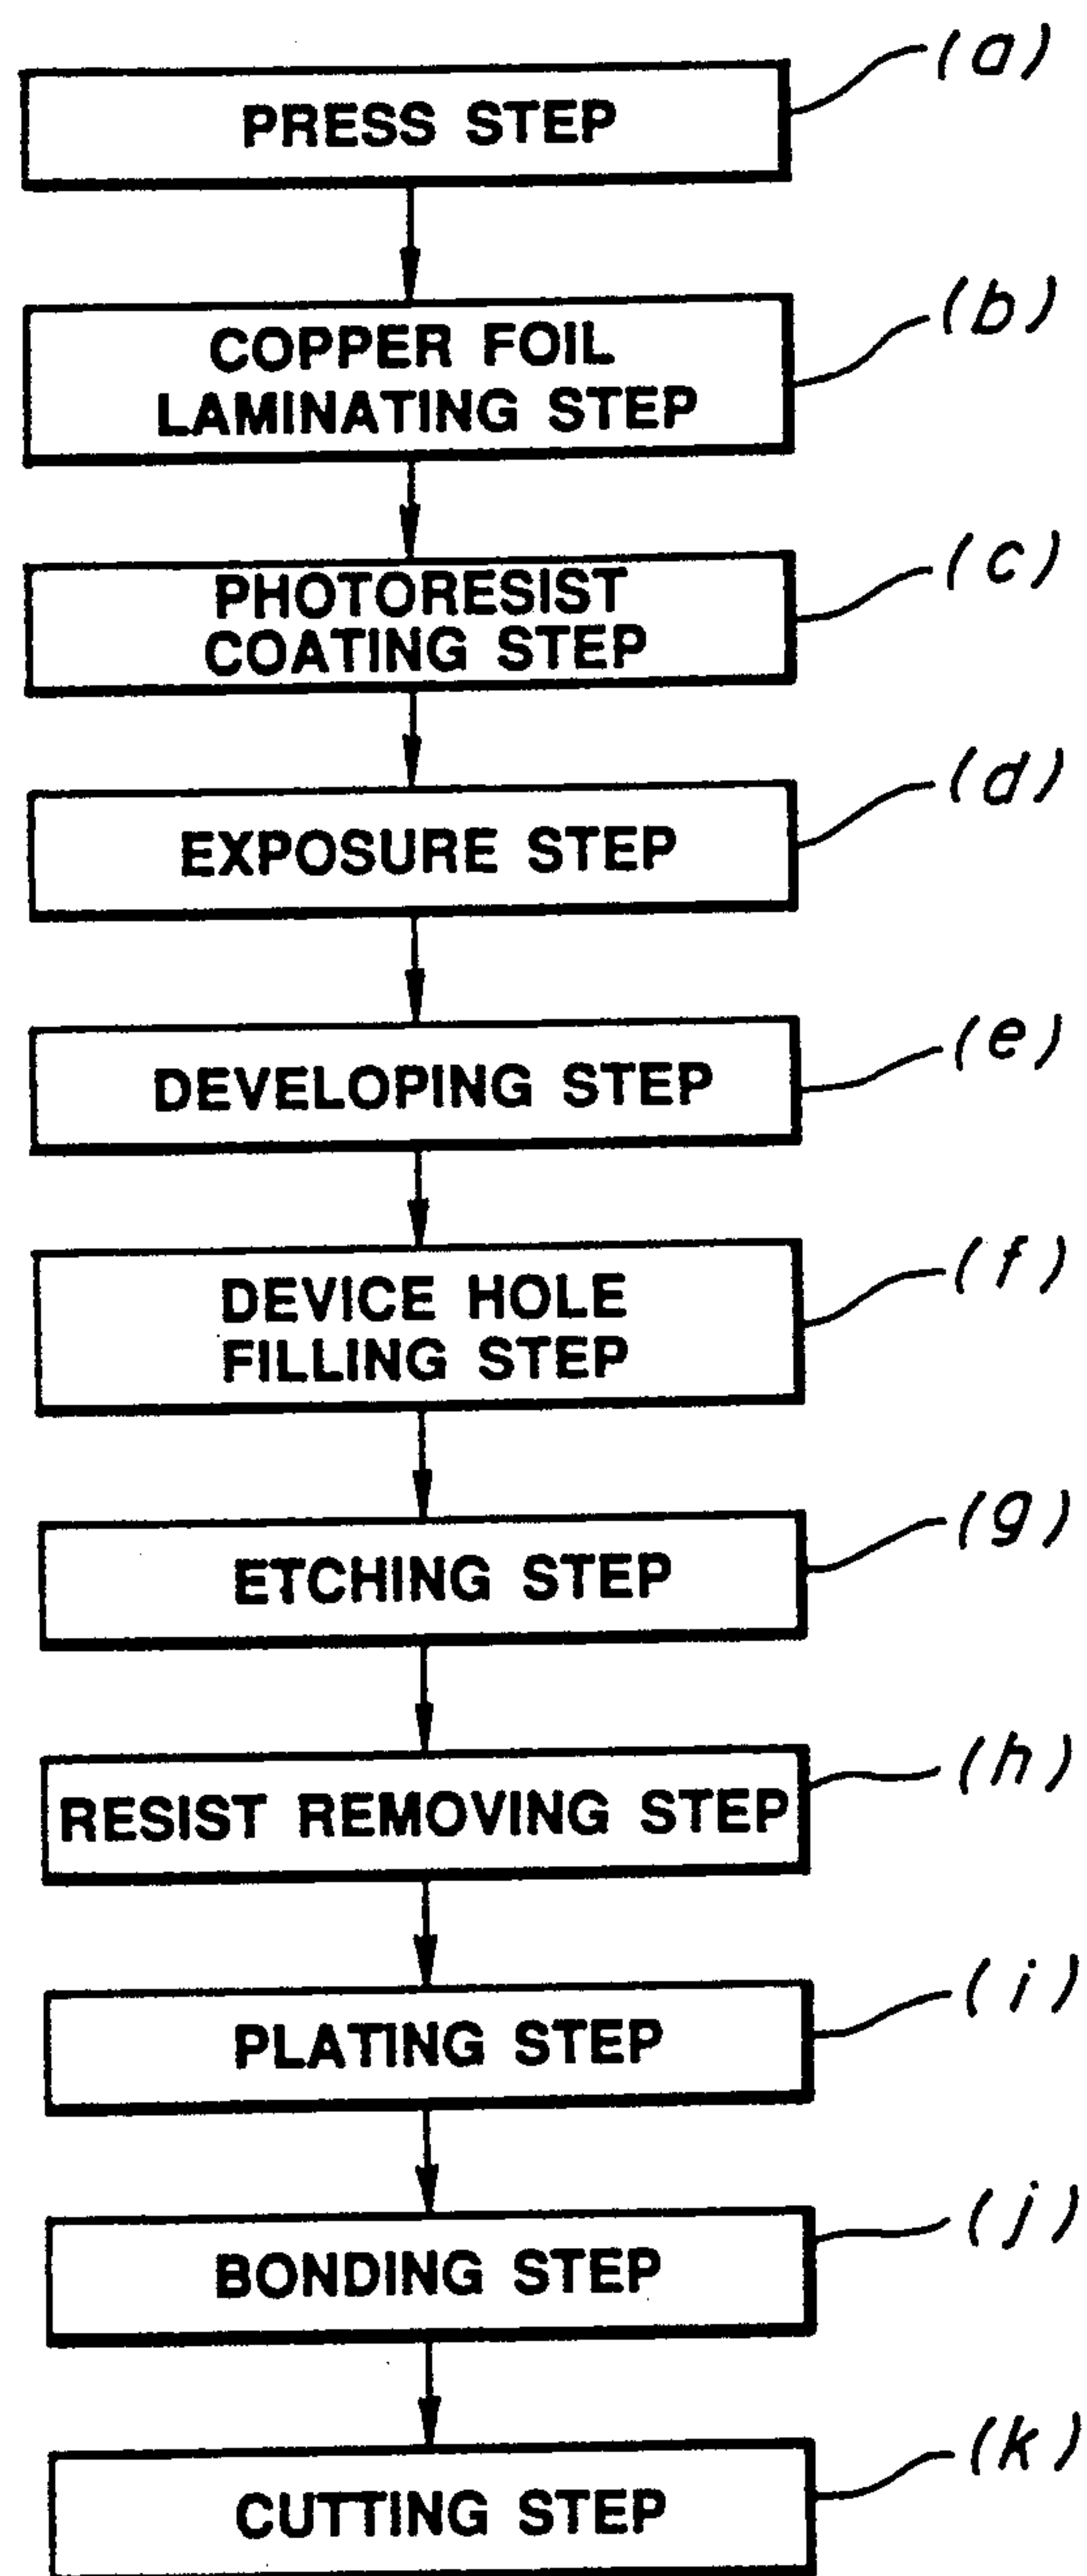 (a)
PRESS STEP
(b)
COPPER FOIL
LAMINATING STEP
(c)
PHOTORESIST
COATING STEP
(d)
EXPOSURE STEP
(e)
DEVELOPING STEP
(f)
DEVICE HOLE
FILLING STEP
(g)
ETCHING STEP
(h)
RESIST REMOVING STEP
(i)
PLATING STEP
(j)
BONDING STEP
(k)
CUTTING STEP